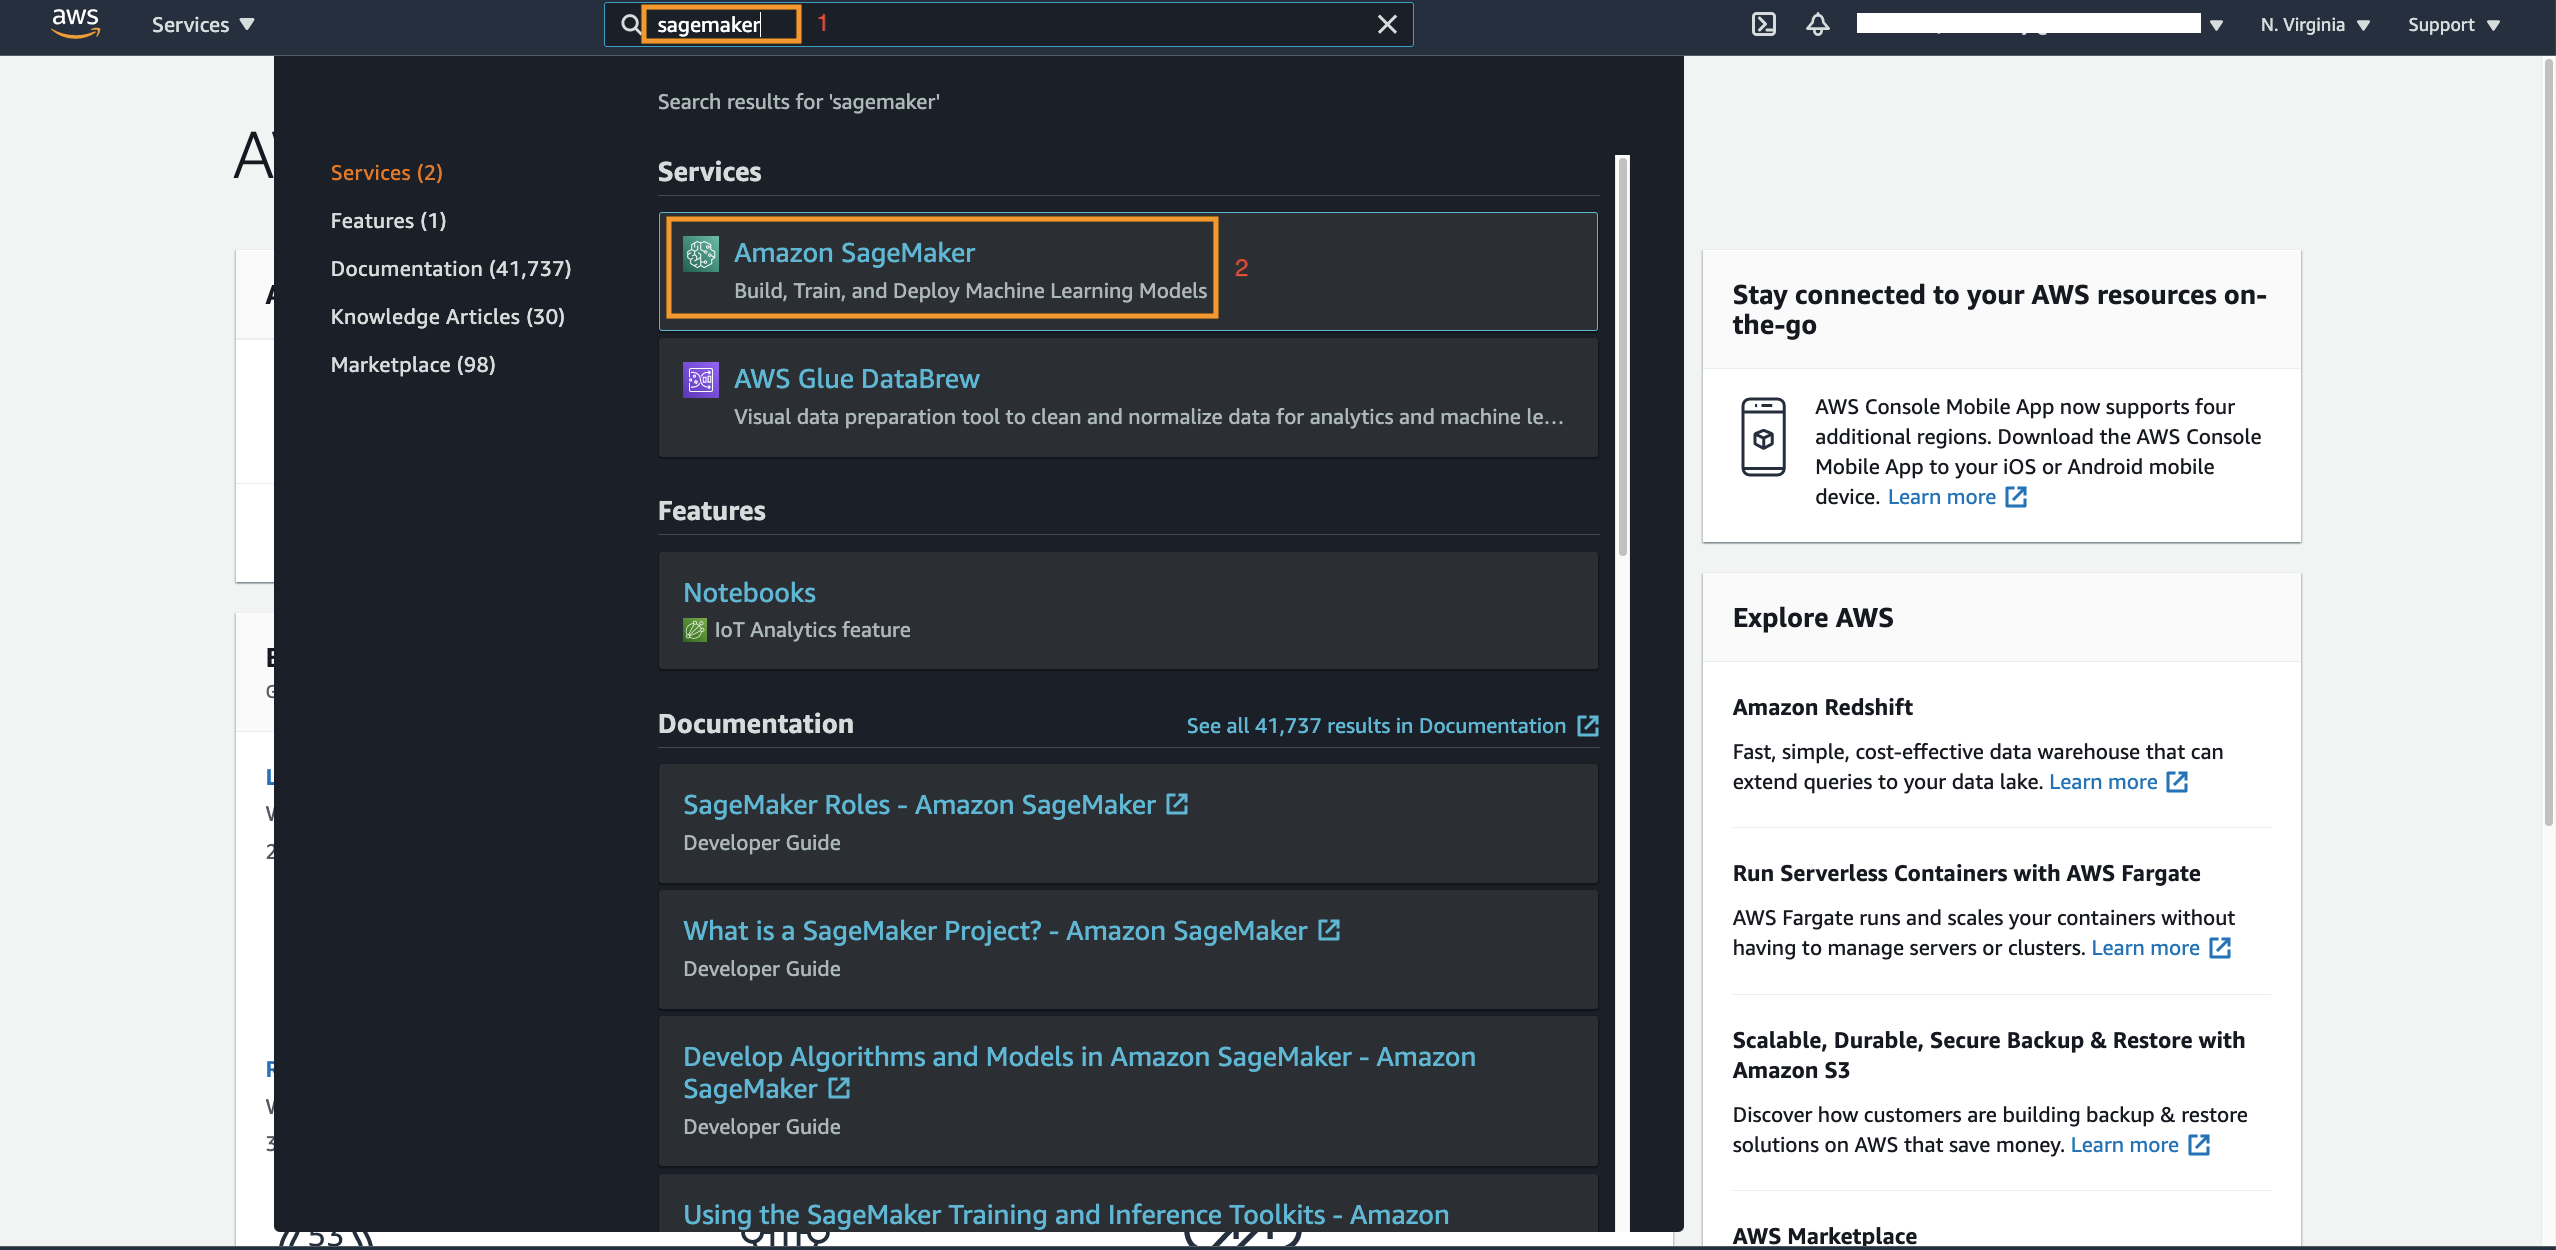 aws
Services
sagemaker
1
N. Virginia
Support
Search results for 'sagemaker'
Services (2)
Features (1)
Documentation (41,737)
Knowledge Articles (30)
Marketplace (98)
Services
Amazon SageMaker
Build, Train, and Deploy Machine Learning Models
2
AWS Glue DataBrew
Visual data preparation tool to clean and normalize data for analytics and machine le...
Features
Notebooks
IoT Analytics feature
Documentation
See all 41,737 results in Documentation
SageMaker Roles - Amazon SageMaker
Developer Guide
What is a SageMaker Project? - Amazon SageMaker
Developer Guide
Develop Algorithms and Models in Amazon SageMaker - Amazon
SageMaker
Developer Guide
Using the SageMaker Training and Inference Toolkits - Amazon
Stay connected to your AWS resources on-
the-go
AWS Console Mobile App now supports four
additional regions. Download the AWS Console
Mobile App to your iOS or Android mobile
device. Learn more
Explore AWS
Amazon Redshift
Fast, simple, cost-effective data warehouse that can
extend queries to your data lake. Learn more
Run Serverless Containers with AWS Fargate
AWS Fargate runs and scales your containers without
having to manage servers or clusters. Learn more
Scalable, Durable, Secure Backup & Restore with
Amazon S3
Discover how customers are building backup & restore
solutions on AWS that save money. Learn more
AWS Marketplace